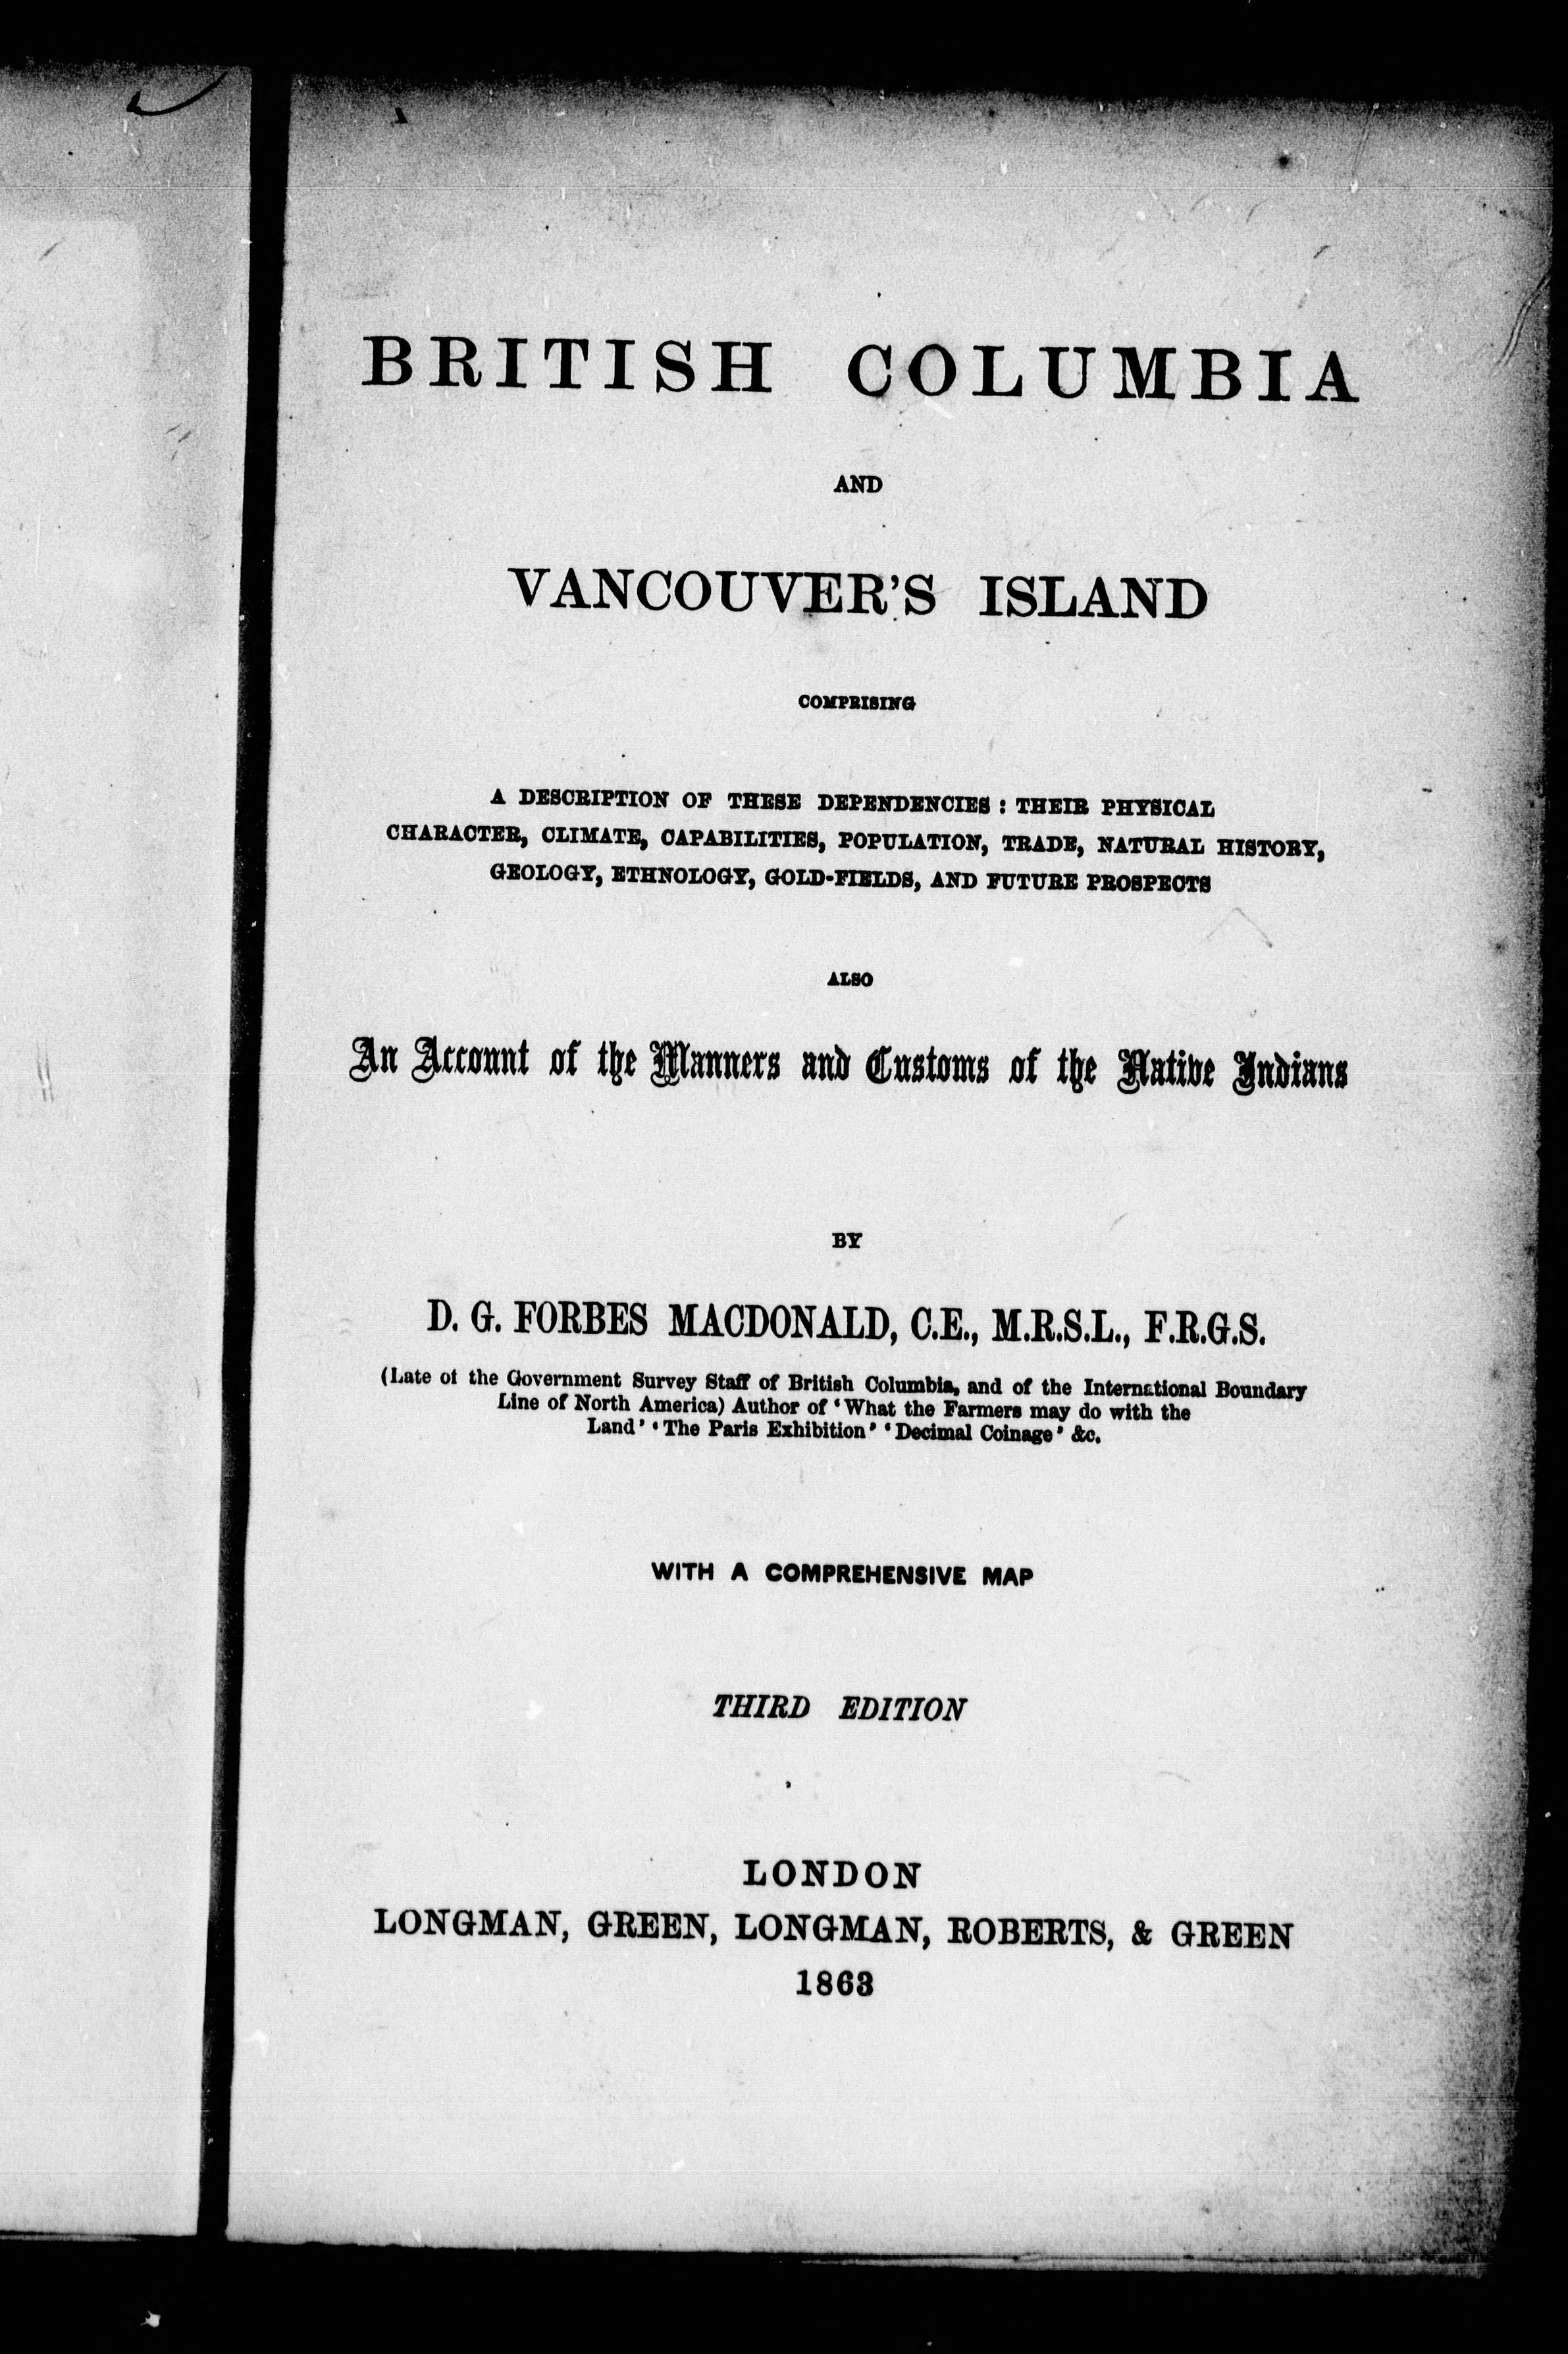 BRITISH COLUMBIA
AND
VANCOUVER'S ISLAND
COMPRISING
A DESCRIPTION OF THESE DEPENDENCIES : THEIR PHYSICAL
CHARACTER, CLIMATE, CAPABILITIES, POPULATION, TRADE, NATURAL HISTORY,
GEOLOGY, ETHNOLOGY, GOLD-FIELDS, AND FUTURE PROSPECTS
ALSO
An Account of the Manners and Customs of the Native Indians
BY
D. G. FORBES MACDONALD, C.E., M.R.S.L., F.R.G.S.
(Late of the Government Survey Staff of British Columbia, and of the International Boundary
Line of North America) Author of ‘What the Farmers may do with the
Land’ ‘The Paris Exhibition’ ‘Decimal Coinage’ &c.
WITH A COMPREHENSIVE MAP
THIRD EDITION
LONDON
LONGMAN, GREEN, LONGMAN, ROBERTS, & GREEN
1863